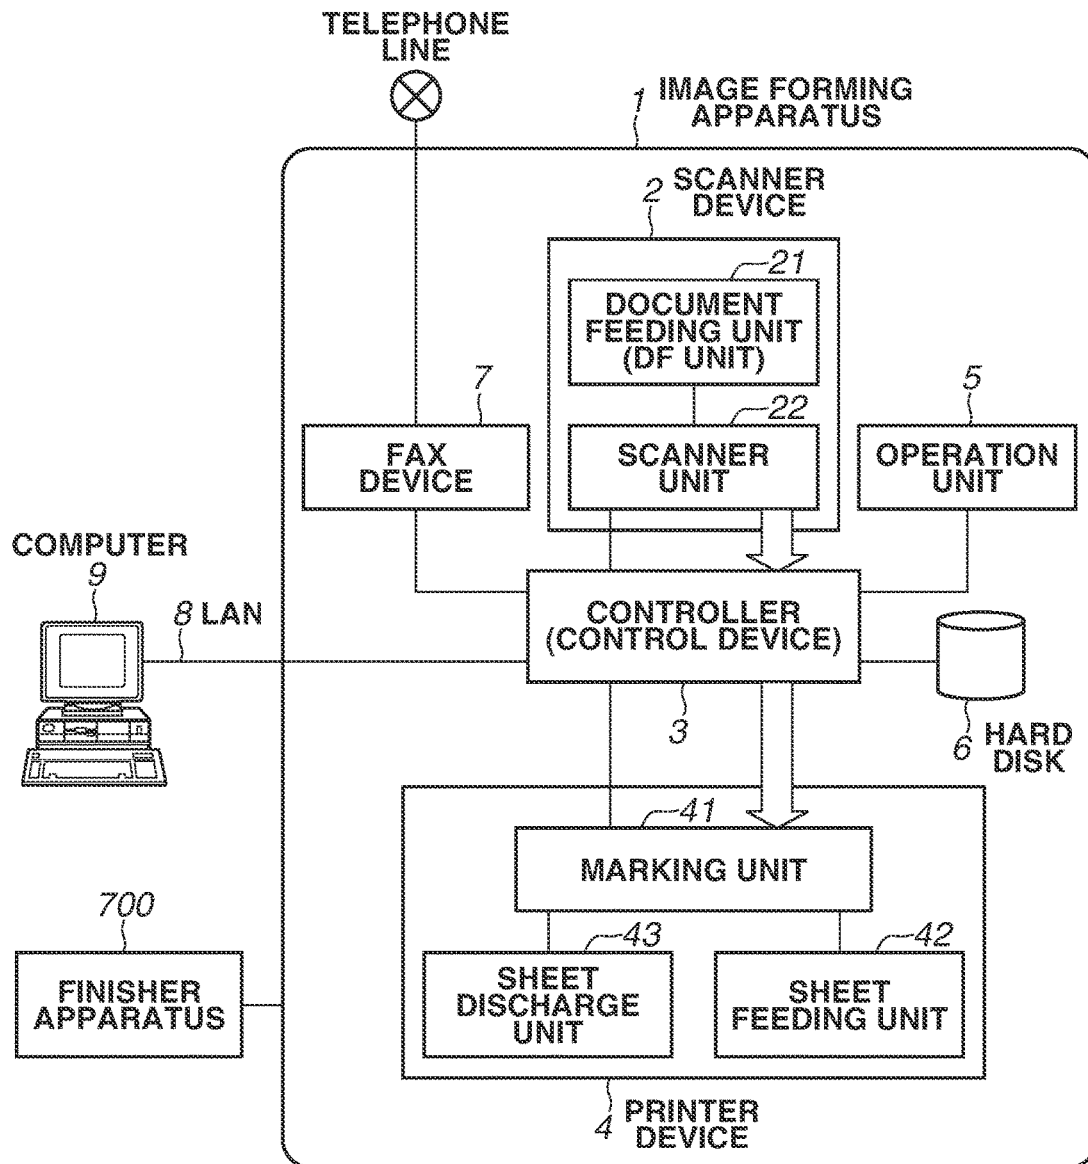 TELEPHONE
LINE
1
IMAGE FORMING
APPARATUS
2
SCANNER
DEVICE
21
DOCUMENT
FEEDING UNIT
(DF UNIT)
7
22
5
FAX
DEVICE
SCANNER
UNIT
OPERATION
UNIT
COMPUTER
9
8 LAN
CONTROLLER
(CONTROL DEVICE)
3
6
HARD
DISK
41
MARKING UNIT
700
43
42
FINISHER
APPARATUS
SHEET
DISCHARGE
UNIT
SHEET
FEEDING UNIT
4
PRINTER
DEVICE